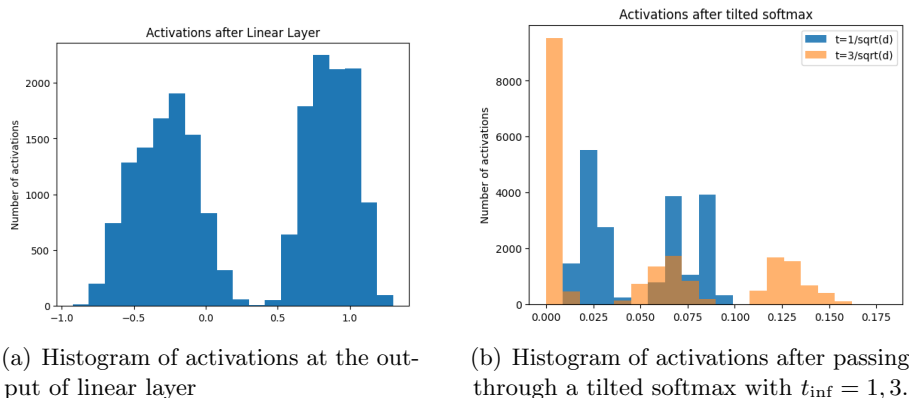 Activations after Linear Layer
Number of activations
2000
1500
1000
500
0
−1.0 −0.5 0.0 0.5 1.0
(a) Histogram of activations at the out-
put of linear layer
Activations after tilted softmax
t=1/sqrt(d)
t=3/sqrt(d)
Number of activations
8000
6000
4000
2000
0
0.000 0.025 0.050 0.075 0.100 0.125 0.150 0.175
(b) Histogram of activations after passing
through a tilted softmax with t_inf = 1, 3.